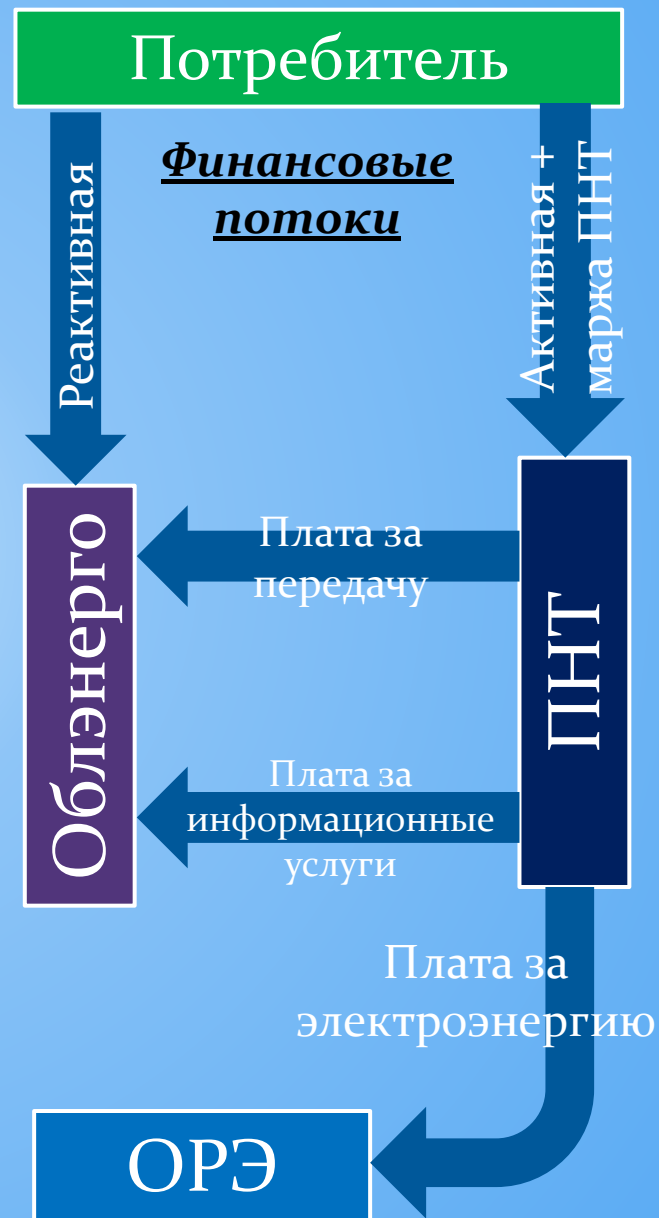 Потребитель
Финансовые
потоки
Реактивная
Активная +
маржа ПНТ
Облэнерго
Плата за
передачу
ПНТ
Плата за
информационные
услуги
Плата за
электроэнергию
ОРЭ